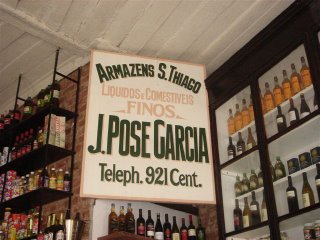 ARMAZENS S. THIAGO
LIQUIDOS E COMESTIVEIS
FINOS
J. POSE GARCIA
Teleph. 921 Cent.